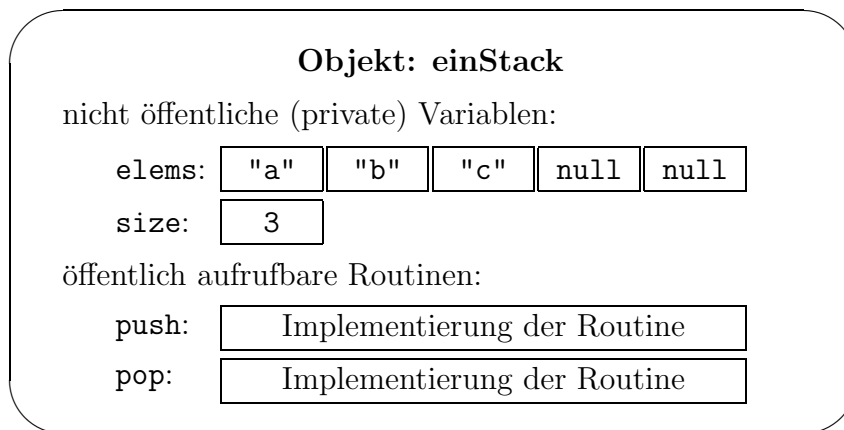 Objekt: einStack
nicht öffentliche (private) Variablen:
elems: "a" "b" "c" null null
size: 3
öffentlich aufrufbare Routinen:
push: Implementierung der Routine
pop: Implementierung der Routine